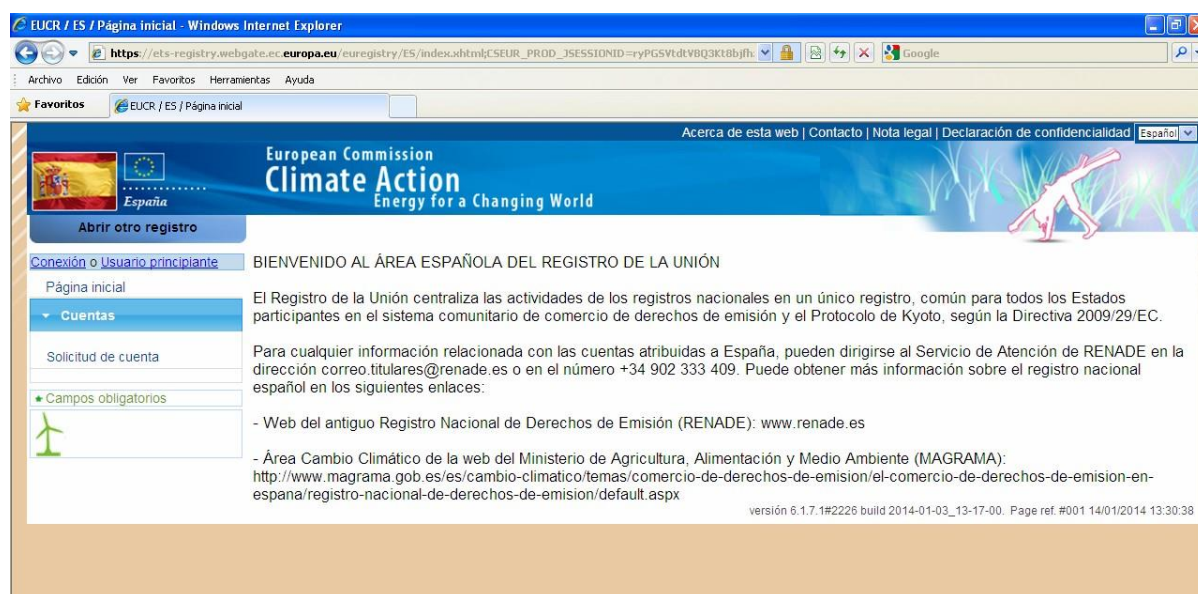 EUCR / ES / Página inicial - Windows Internet Explorer
https://ets-registry.webgate.ec.europa.eu/euregistry/ES/index.xhtml;CSEUR_PROD_JSESSIONID=ryPGSVtdtV8Q3Kt8bjfh
Google
Archivo Edición Ver Favoritos Herramientas Ayuda
Favoritos
EUCR / ES / Página inicial
Acerca de esta web | Contacto | Nota legal | Declaración de confidencialidad
Español
European Commission
Climate Action
Energy for a Changing World
España
Abrir otro registro
Conexión o Usuario principiante
Página inicial
Cuentas
Solicitud de cuenta
Campos obligatorios
BIENVENIDO AL ÁREA ESPAÑOLA DEL REGISTRO DE LA UNIÓN
El Registro de la Unión centraliza las actividades de los registros nacionales en un único registro, común para todos los Estados
participantes en el sistema comunitario de comercio de derechos de emisión y el Protocolo de Kyoto, según la Directiva 2009/29/EC.
Para cualquier información relacionada con las cuentas atribuidas a España, pueden dirigirse al Servicio de Atención de RENADE en la
dirección correo.titulares@renade.es o en el número +34 902 333 409. Puede obtener más información sobre el registro nacional
español en los siguientes enlaces:
- Web del antiguo Registro Nacional de Derechos de Emisión (RENADE): www.renade.es
- Área Cambio Climático de la web del Ministerio de Agricultura, Alimentación y Medio Ambiente (MAGRAMA):
http://www.magrama.gob.es/es/cambio-climatico/temas/comercio-de-derechos-de-emision/el-comercio-de-derechos-de-emision-en-
espana/registro-nacional-de-derechos-de-emision/default.aspx
versión 6.1.7.1#2226 build 2014-01-03_13-17-00. Page ref. #001 14/01/2014 13:30:38